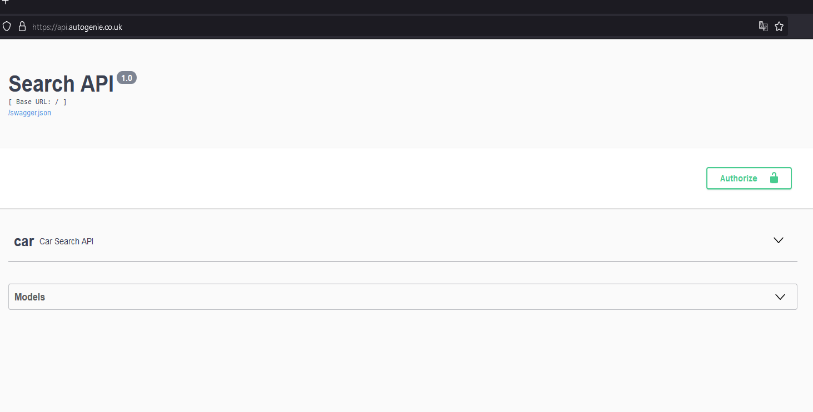 https://api.autogenie.co.uk
Search API 1.0
[ Base URL: / ]
/swagger.json
Authorize
car Car Search API
Models